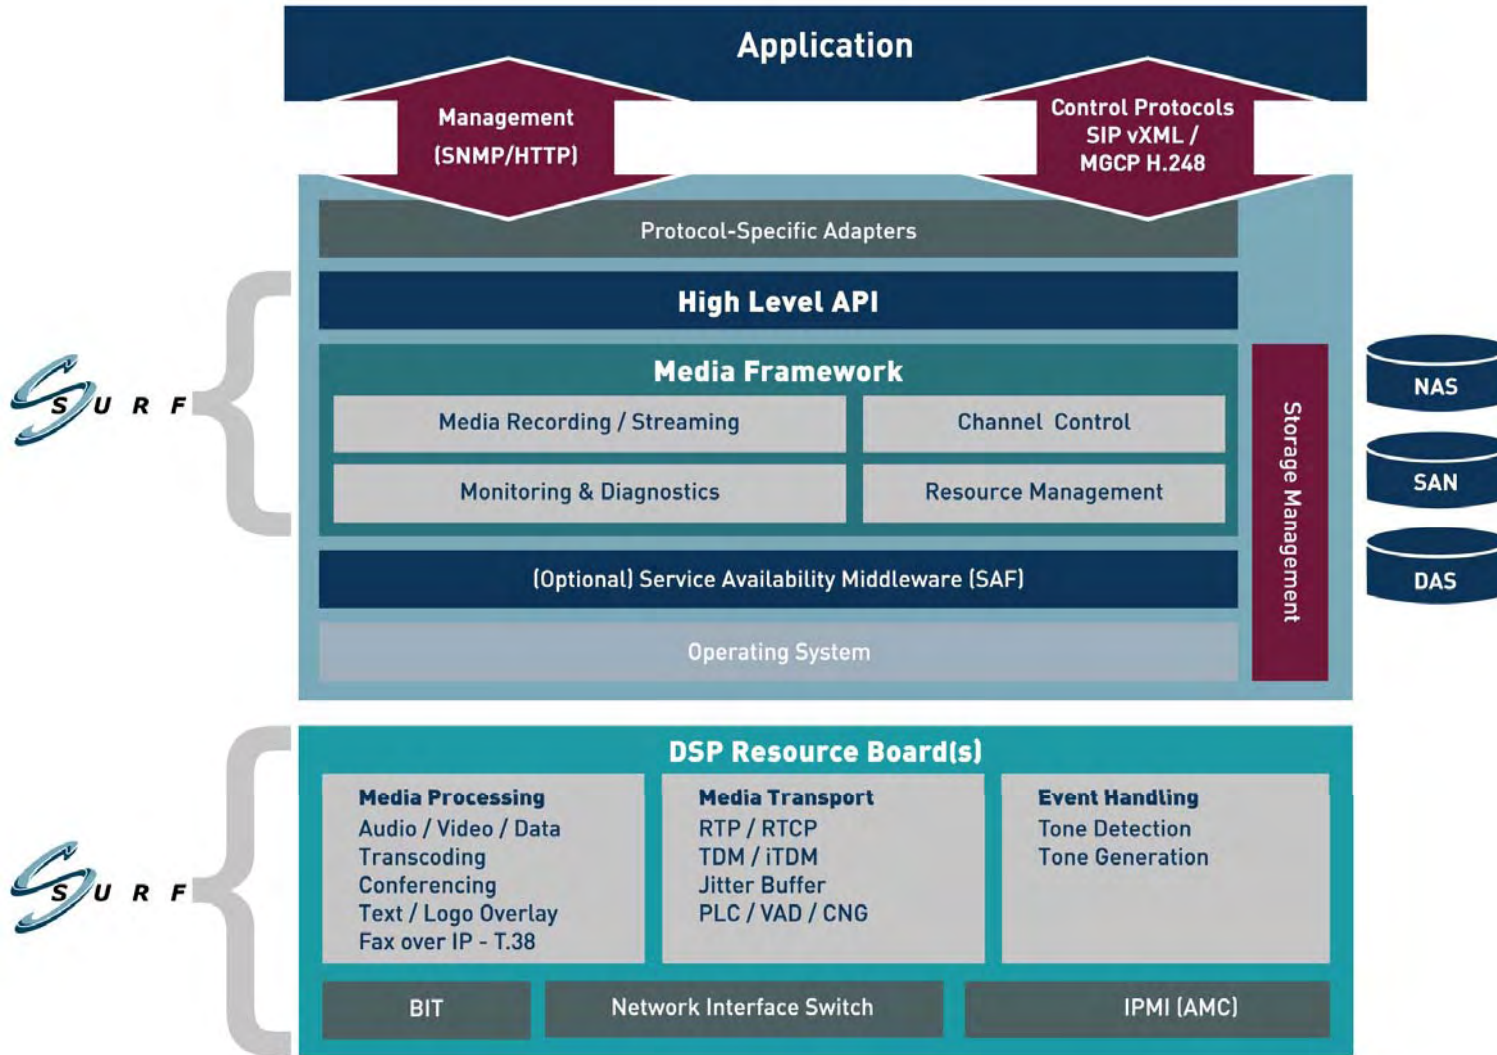 Application
Management
(SNMP/HTTP)
Control Protocols
SIP vXML /
MGCP H.248
Protocol-Specific Adapters
High Level API
SURF
Media Framework
Media Recording / Streaming
Channel Control
Monitoring & Diagnostics
Resource Management
Storage Management
NAS
SAN
DAS
(Optional) Service Availability Middleware (SAF)
Operating System
DSP Resource Board(s)
SURF
Media Processing
Audio / Video / Data
Transcoding
Conferencing
Text / Logo Overlay
Fax over IP - T.38
Media Transport
RTP / RTCP
TDM / iTDM
Jitter Buffer
PLC / VAD / CNG
Event Handling
Tone Detection
Tone Generation
BIT
Network Interface Switch
IPMI (AMC)